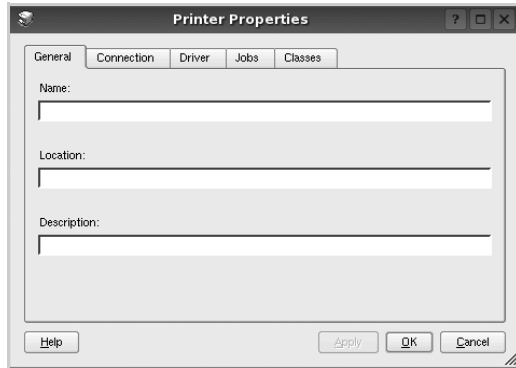 Printer Properties
General Connection Driver Jobs Classes
Name:
Location:
Description:
Help Apply OK Cancel